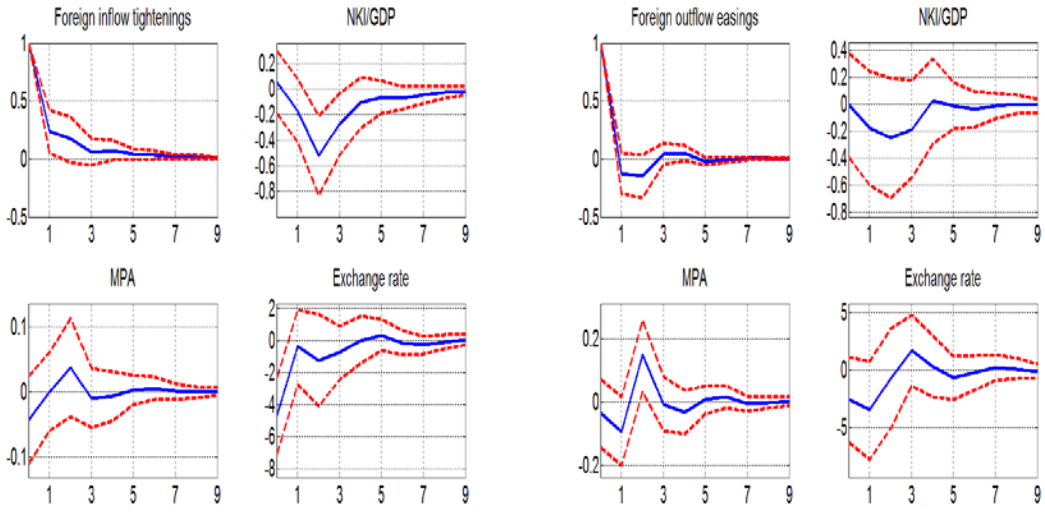 Foreign inflow tightenings
NKI/GDP
Foreign outflow easings
NKI/GDP
1
0.5
0
-0.5
1 3 5 7 9
0.2
0
-0.2
-0.4
-0.6
-0.8
1 3 5 7 9
1
0.5
0
-0.5
1 3 5 7 9
0.4
0.2
0
-0.2
-0.4
-0.6
-0.8
1 3 5 7 9
MPA
Exchange rate
MPA
Exchange rate
0.1
0
-0.1
1 3 5 7 9
2
0
-2
-4
-6
-8
1 3 5 7 9
0.2
0
-0.2
1 3 5 7 9
5
0
-5
1 3 5 7 9